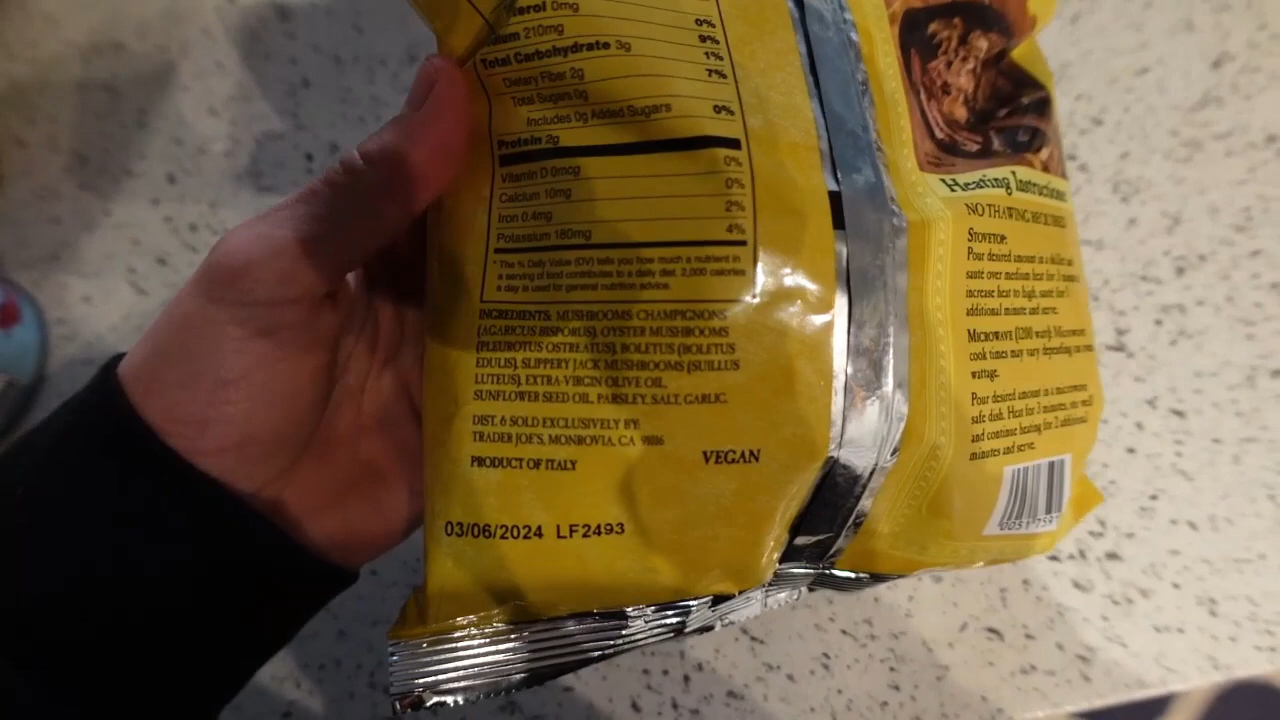 terol 0mg 0%
ium 210mg 9%
Total Carbohydrate 3g 1%
Dietary Fiber 2g 7%
Total Sugars 0g
Includes 0g Added Sugars 0%
Protein 2g
Vitamin D 0mcg 0%
Calcium 10mg 0%
Iron 0.4mg 2%
Potassium 180mg 4%
* The % Daily Value (DV) tells you how much a nutrient in
a serving of food contributes to a daily diet. 2,000 calories
a day is used for general nutrition advice.
INGREDIENTS: MUSHROOMS: CHAMPIGNONS
(AGARICUS BISPORUS), OYSTER MUSHROOMS
(PLEUROTUS OSTREATUS), BOLETUS (BOLETUS
EDULIS), SLIPPERY JACK MUSHROOMS (SUILLUS
LUTEUS), EXTRA-VIRGIN OLIVE OIL,
SUNFLOWER SEED OIL, PARSLEY, SALT, GARLIC.
DIST. & SOLD EXCLUSIVELY BY:
TRADER JOE'S, MONROVIA, CA 91016
PRODUCT OF ITALY
VEGAN
03/06/2024 LF2493
Heating Instructions
NO THAWING REQUIRED
STOVETOP:
Pour desired amount in a skillet and
sauté over medium heat for 3 minutes
increase heat to high, sauté for 1
additional minute and serve.
MICROWAVE (1200 watt): Microwave
cook times may vary depending on oven
wattage.
Pour desired amount in a microwave
safe dish. Heat for 3 minutes, stir well
and continue heating for 2 additional
minutes and serve.